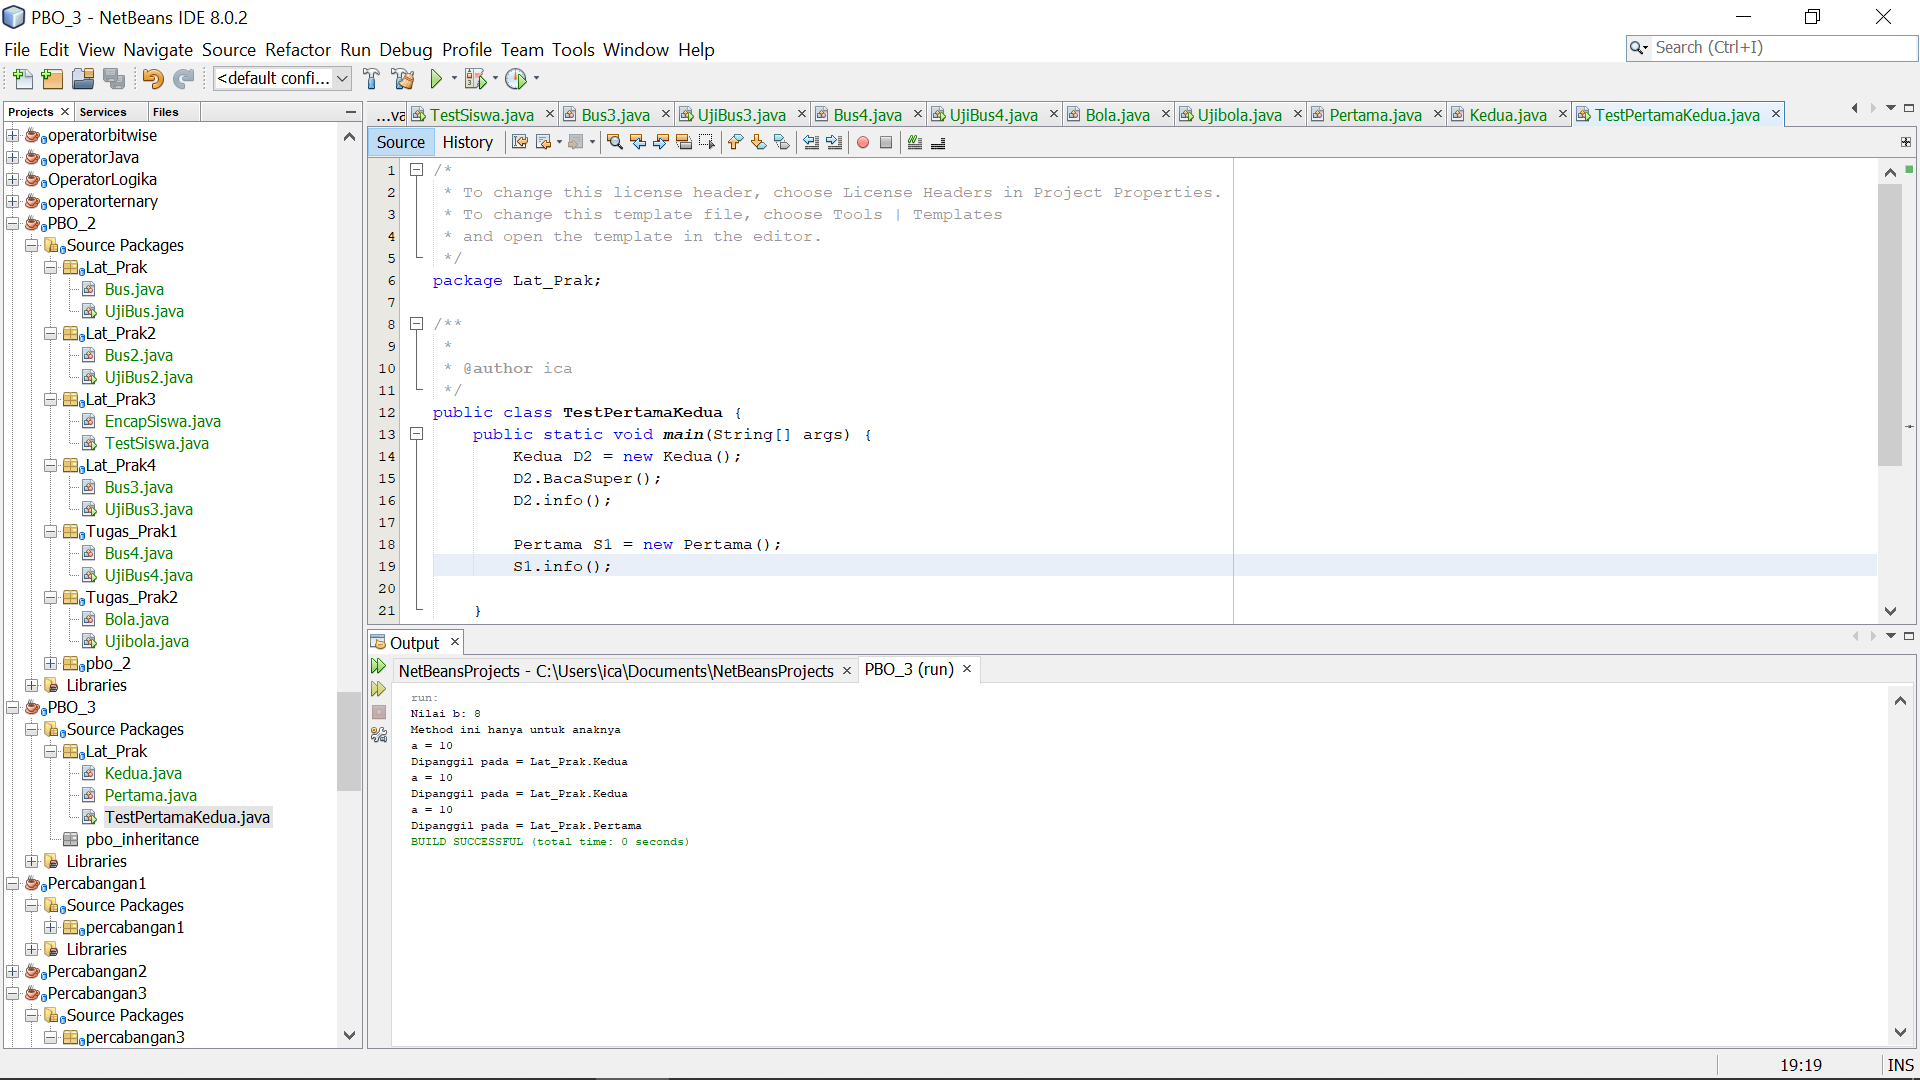 PBO_3 - NetBeans IDE 8.0.2
File Edit View Navigate Source Refactor Run Debug Profile Team Tools Window Help
Search (Ctrl+I)
<default confi...
Projects Services Files
operatorbitwise
operatorJava
OperatorLogika
operatorternary
PBO_2
Source Packages
Lat_Prak
Bus.java
UjiBus.java
Lat_Prak2
Bus2.java
UjiBus2.java
Lat_Prak3
EncapSiswa.java
TestSiswa.java
Lat_Prak4
Bus3.java
UjiBus3.java
Tugas_Prak1
Bus4.java
UjiBus4.java
Tugas_Prak2
Bola.java
Ujibola.java
pbo_2
Libraries
PBO_3
Source Packages
Lat_Prak
Kedua.java
Pertama.java
TestPertamaKedua.java
pbo_inheritance
Libraries
Percabangan1
Source Packages
percabangan1
Libraries
Percabangan2
Percabangan3
Source Packages
percabangan3
...va TestSiswa.java Bus3.java UjiBus3.java Bus4.java UjiBus4.java Bola.java Ujibola.java Pertama.java Kedua.java TestPertamaKedua.java
Source History
1 /*
2 * To change this license header, choose License Headers in Project Properties.
3 * To change this template file, choose Tools | Templates
4 * and open the template in the editor.
5 */
6 package Lat_Prak;
7
8 /**
9 *
10 * @author ica
11 */
12 public class TestPertamaKedua {
13 public static void main(String[] args) {
14 Kedua D2 = new Kedua();
15 D2.BacaSuper();
16 D2.info();
17
18 Pertama S1 = new Pertama();
19 S1.info();
20
21 }
Output
NetBeansProjects - C:\Users\ica\Documents\NetBeansProjects PBO_3 (run)
run:
Nilai b: 8
Method ini hanya untuk anaknya
a = 10
Dipanggil pada = Lat_Prak.Kedua
a = 10
Dipanggil pada = Lat_Prak.Kedua
a = 10
Dipanggil pada = Lat_Prak.Pertama
BUILD SUCCESSFUL (total time: 0 seconds)
19:19 INS